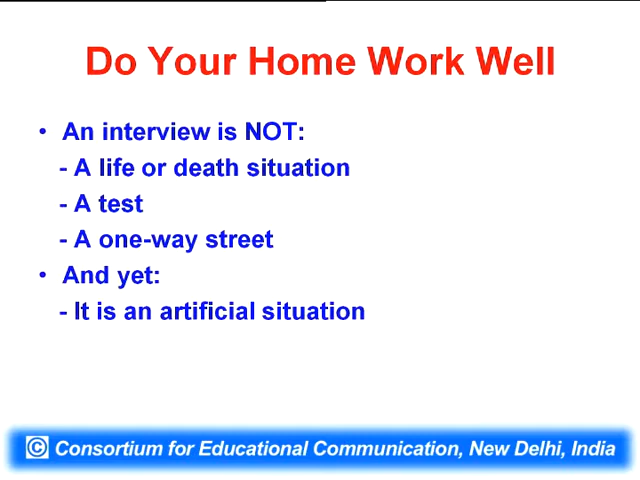 Do Your Home Work Well
• An interview is NOT:
- A life or death situation
- A test
- A one-way street
• And yet:
- It is an artificial situation
© Consortium for Educational Communication, New Delhi, India